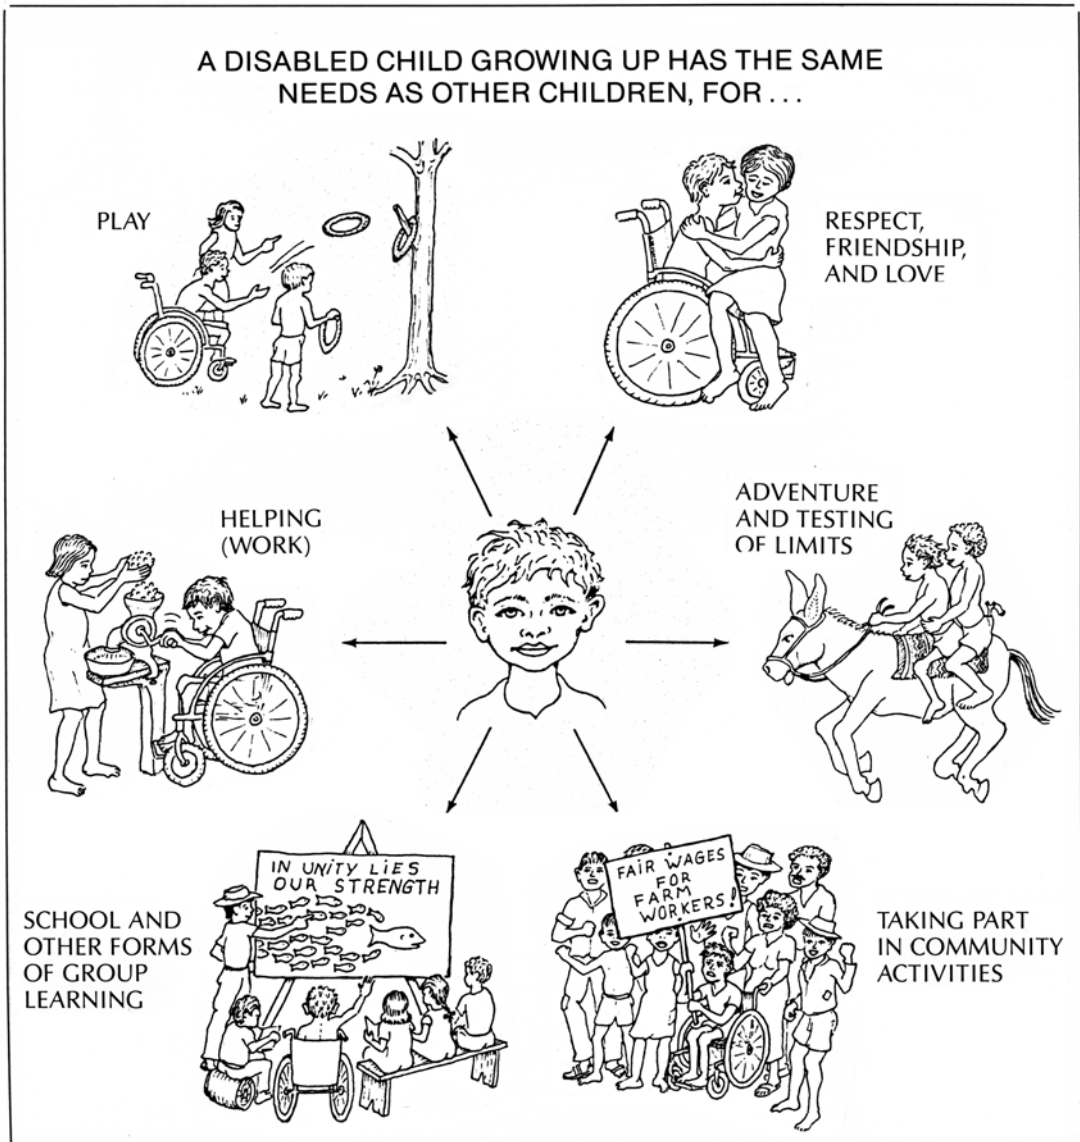 A DISABLED CHILD GROWING UP HAS THE SAME
NEEDS AS OTHER CHILDREN, FOR ...
PLAY
RESPECT,
FRIENDSHIP,
AND LOVE
HELPING
(WORK)
ADVENTURE
AND TESTING
OF LIMITS
SCHOOL AND
OTHER FORMS
OF GROUP
LEARNING
IN UNITY LIES
OUR STRENGTH
FAIR WAGES
FOR
FARM
WORKERS!
TAKING PART
IN COMMUNITY
ACTIVITIES